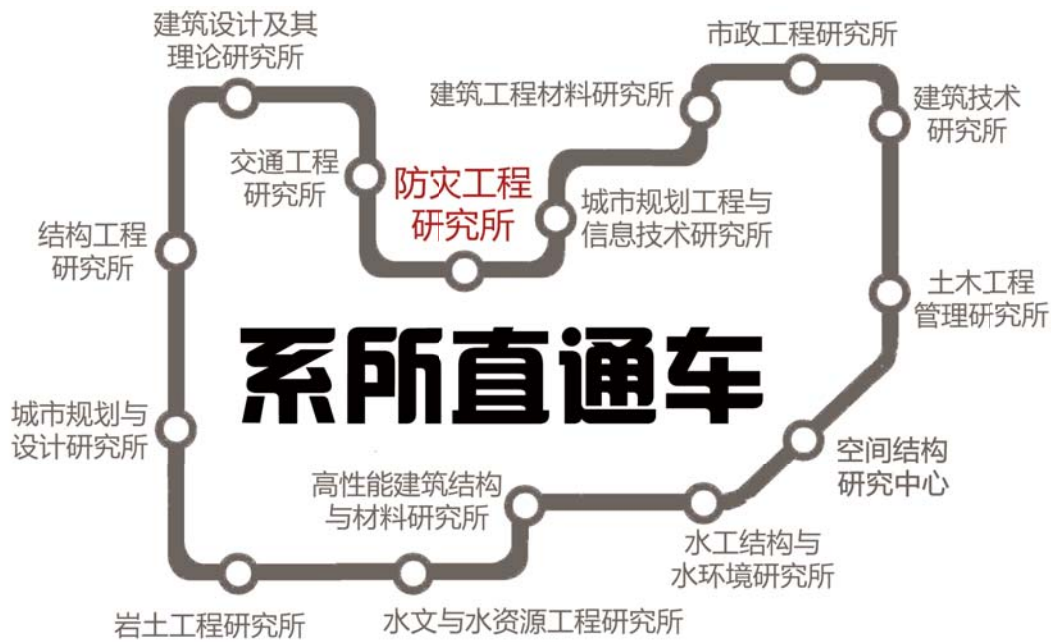 建筑设计及其
理论研究所
市政工程研究所
建筑工程材料研究所
建筑技术
研究所
交通工程
研究所
防灾工程
研究所
城市规划工程与
信息技术研究所
结构工程
研究所
土木工程
管理研究所
系所直通车
城市规划与
设计研究所
空间结构
研究中心
高性能建筑结构
与材料研究所
水工结构与
水环境研究所
岩土工程研究所
水文与水资源工程研究所